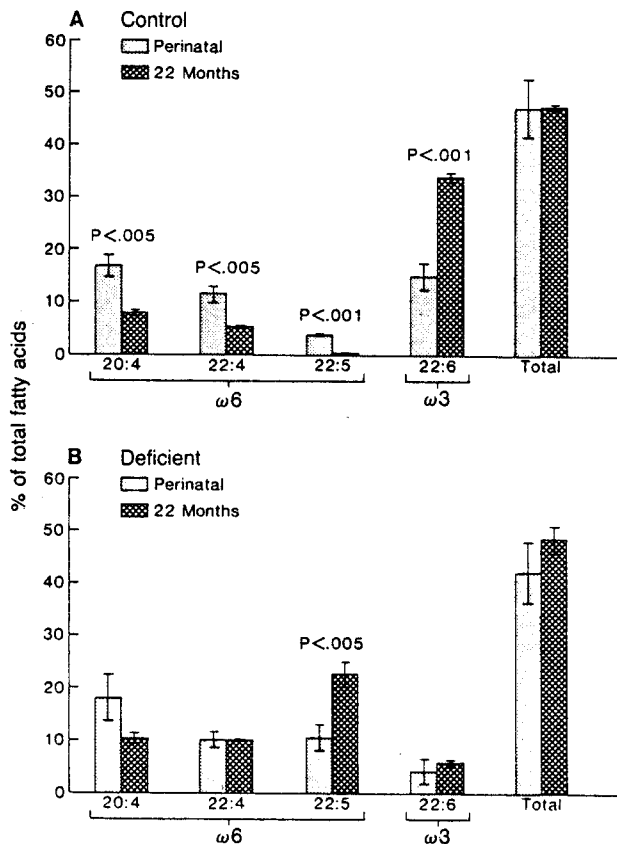 A Control
Perinatal
22 Months
60
50
40
30
20
10
0
P<.005
P<.005
P<.001
P<.001
20:4 22:4 22:5 22:6 Total
ω6 ω3
% of total fatty acids
B Deficient
Perinatal
22 Months
60
50
40
30
20
10
0
P<.005
20:4 22:4 22:5 22:6 Total
ω6 ω3